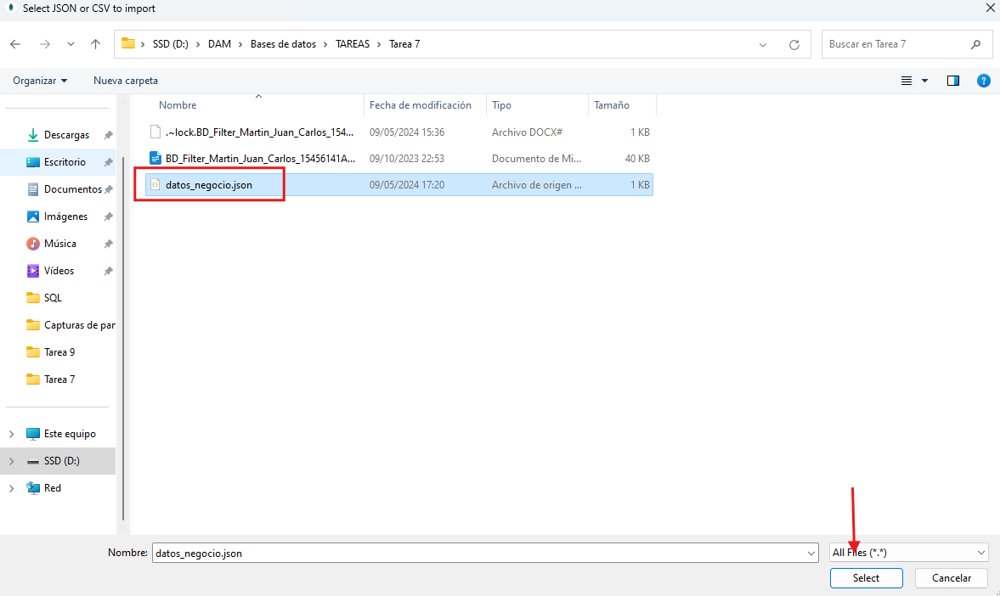 Select JSON or CSV to import
SSD (D:) > DAM > Bases de datos > TAREAS > Tarea 7
Buscar en Tarea 7
Organizar
Nueva carpeta
Nombre
Fecha de modificación
Tipo
Tamaño
.~lock.BD_Filter_Martin_Juan_Carlos_154... 09/05/2024 15:36 Archivo DOCX# 1 KB
BD_Filter_Martin_Juan_Carlos_15456141A... 09/10/2023 22:53 Documento de Mi... 40 KB
datos_negocio.json 09/05/2024 17:20 Archivo de origen ... 1 KB
Descargas
Escritorio
Documentos
Imágenes
Música
Vídeos
SQL
Capturas de pan
Tarea 9
Tarea 7
Este equipo
SSD (D:)
Red
Nombre: datos_negocio.json
All Files (*.*)
Select
Cancelar